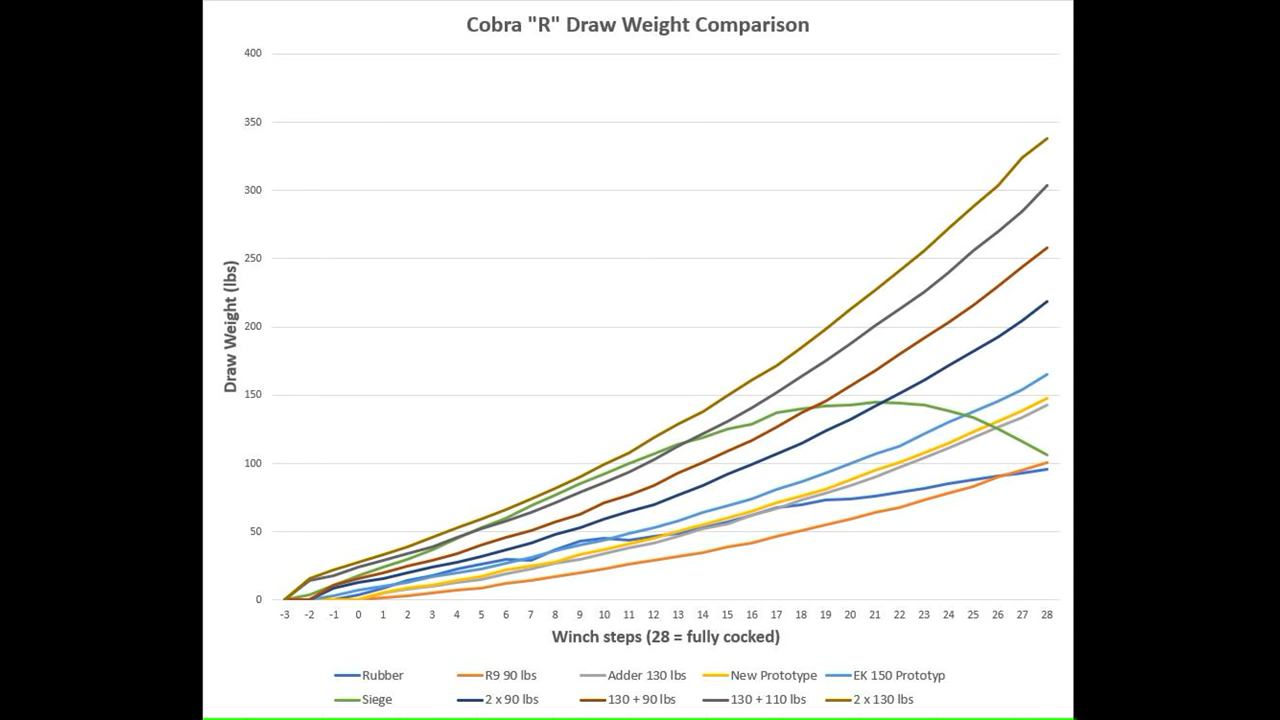 Cobra "R" Draw Weight Comparison
400
350
300
250
200
150
100
50
0
Draw Weight (lbs)
-3 -2 -1 0 1 2 3 4 5 6 7 8 9 10 11 12 13 14 15 16 17 18 19 20 21 22 23 24 25 26 27 28
Winch steps (28 = fully cocked)
Rubber R9 90 lbs Adder 130 lbs New Prototype EK 150 Prototyp
Siege 2 x 90 lbs 130 + 90 lbs 130 + 110 lbs 2 x 130 lbs